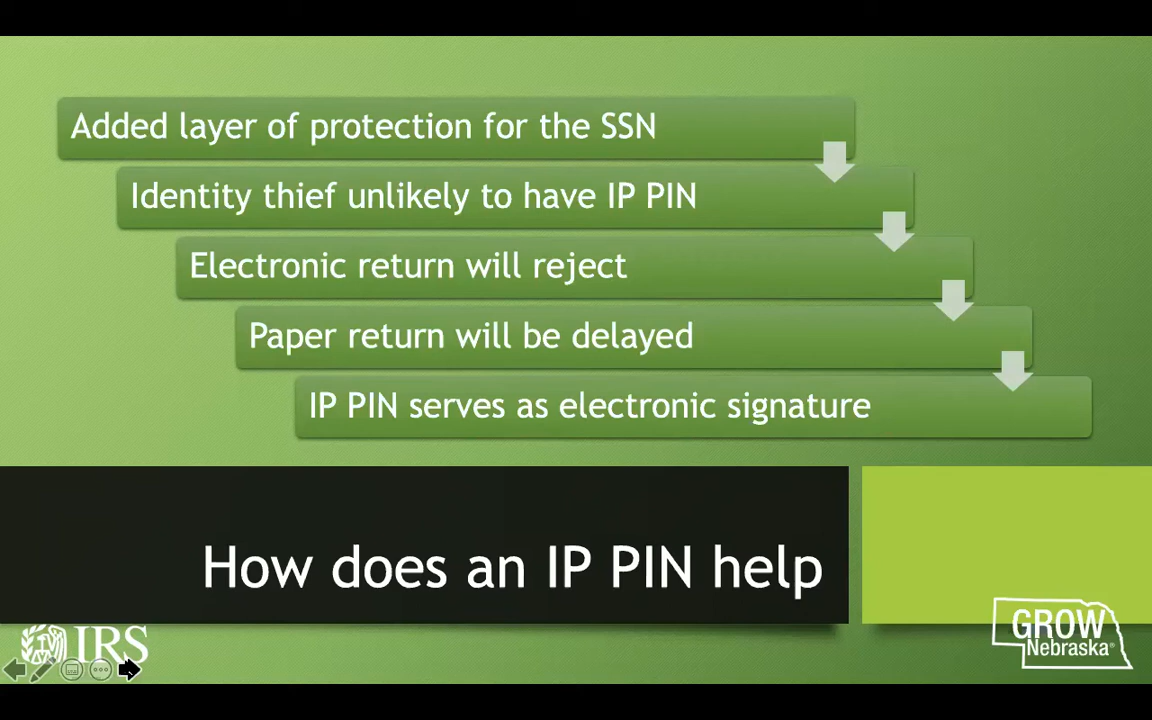 Added layer of protection for the SSN
Identity thief unlikely to have IP PIN
Electronic return will reject
Paper return will be delayed
IP PIN serves as electronic signature
How does an IP PIN help
IRS
GROW
Nebraska®